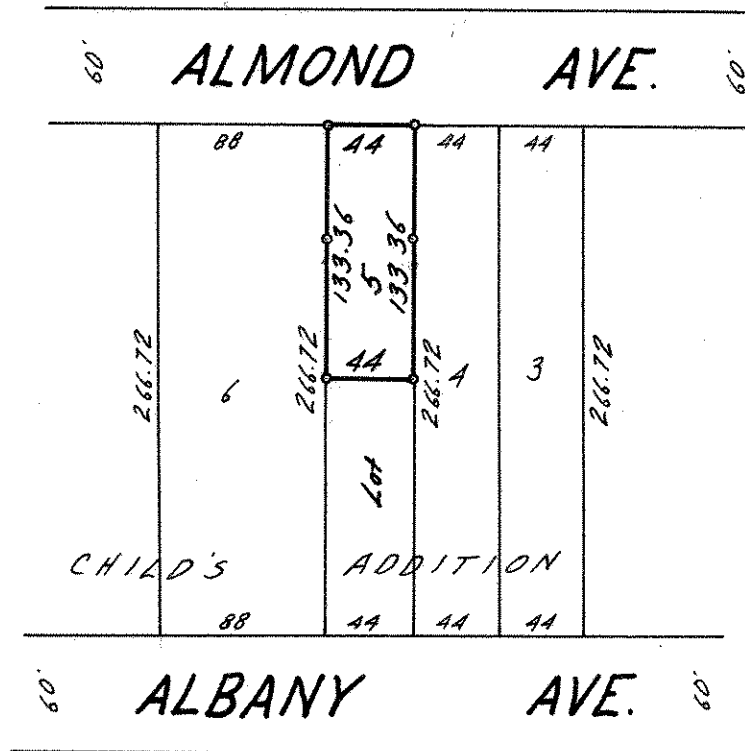 60' ALMOND AVE. 60'
88 44 44 44
133.36 5 133.36
266.72 6 266.72 44 266.72 4 3 266.72
Lot
CHILD'S ADDITION
88 44 44 44
60' ALBANY AVE. 60'